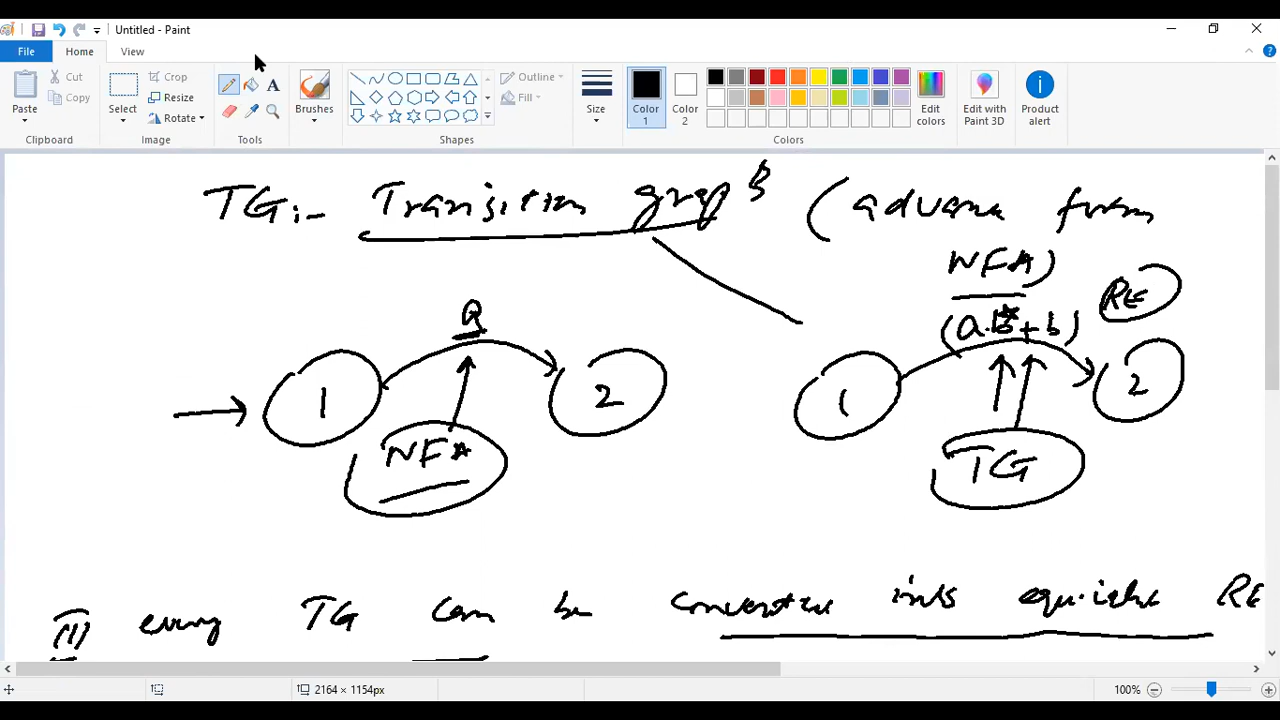 Untitled - Paint
File Home View
Paste Cut Copy Select Crop Resize Rotate Brushes Outline Fill Size Color 1 Color 2 Edit colors Edit with Paint 3D Product alert
Clipboard Image Tools Shapes Colors
TG:- Transition graph (advance form
NFA)
a (a.b*+b) RE
1 2 1 2
NFA TG
(II) every TG can be converted into equivalent RE
2164 × 1154px 100%